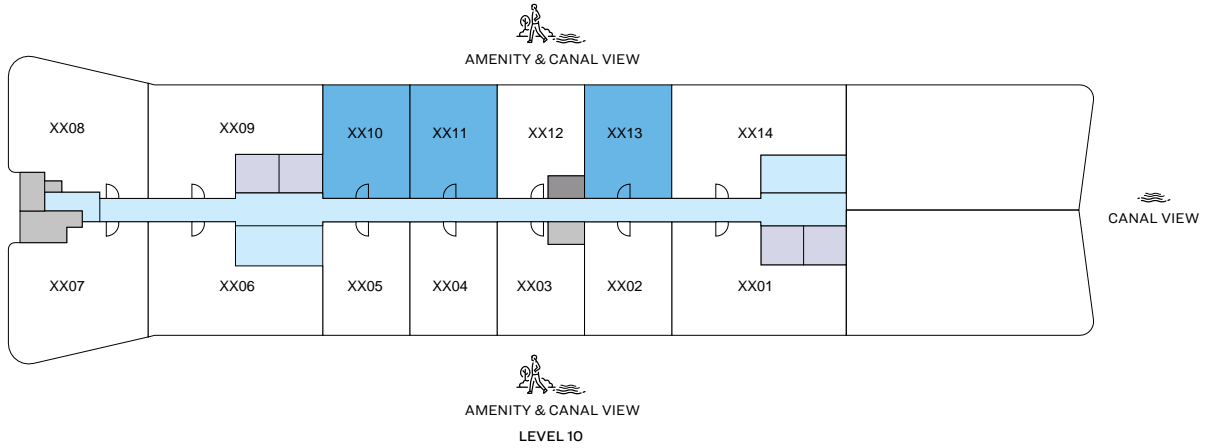 AMENITY & CANAL VIEW
XX08
XX09
XX10
XX11
XX12
XX13
XX14
CANAL VIEW
XX07
XX06
XX05
XX04
XX03
XX02
XX01
AMENITY & CANAL VIEW
LEVEL 10